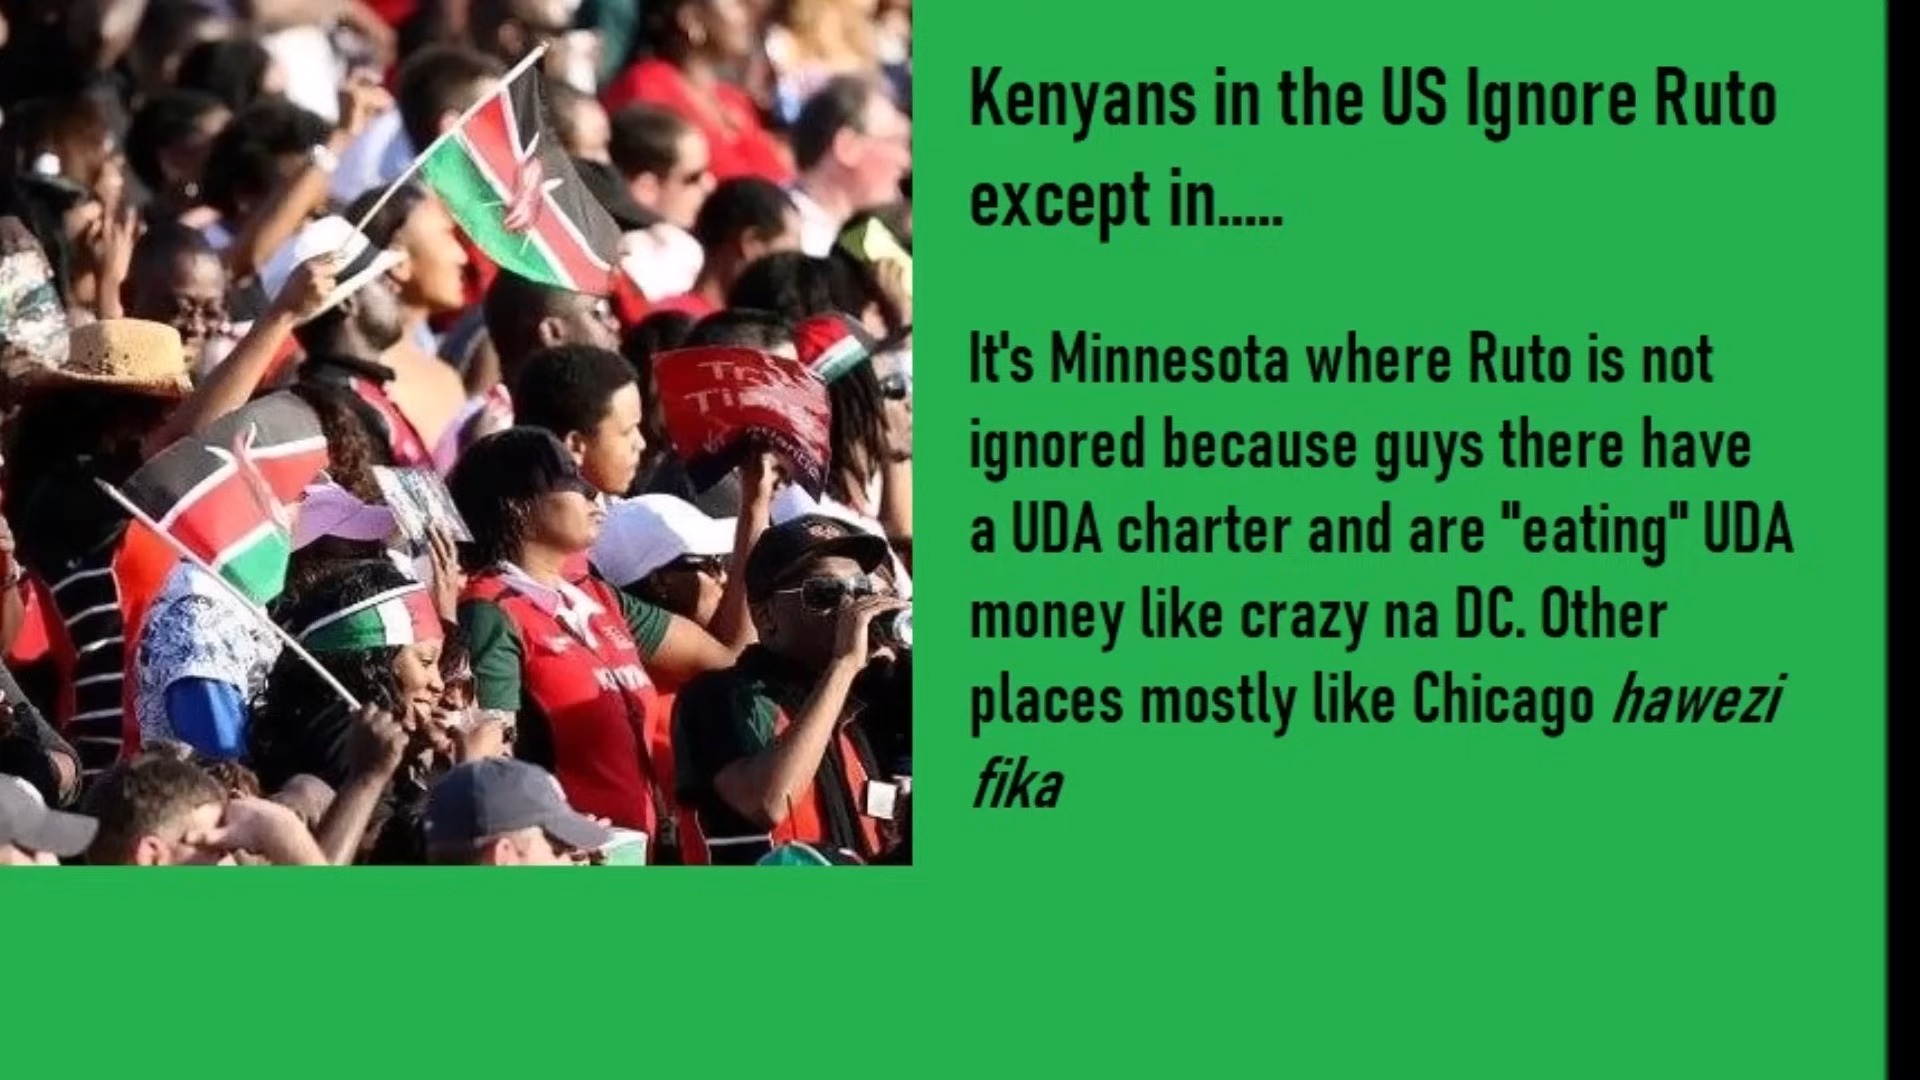 Kenyans in the US Ignore Ruto
except in.....
It's Minnesota where Ruto is not
ignored because guys there have
a UDA charter and are "eating" UDA
money like crazy na DC. Other
places mostly like Chicago hawezi
fika